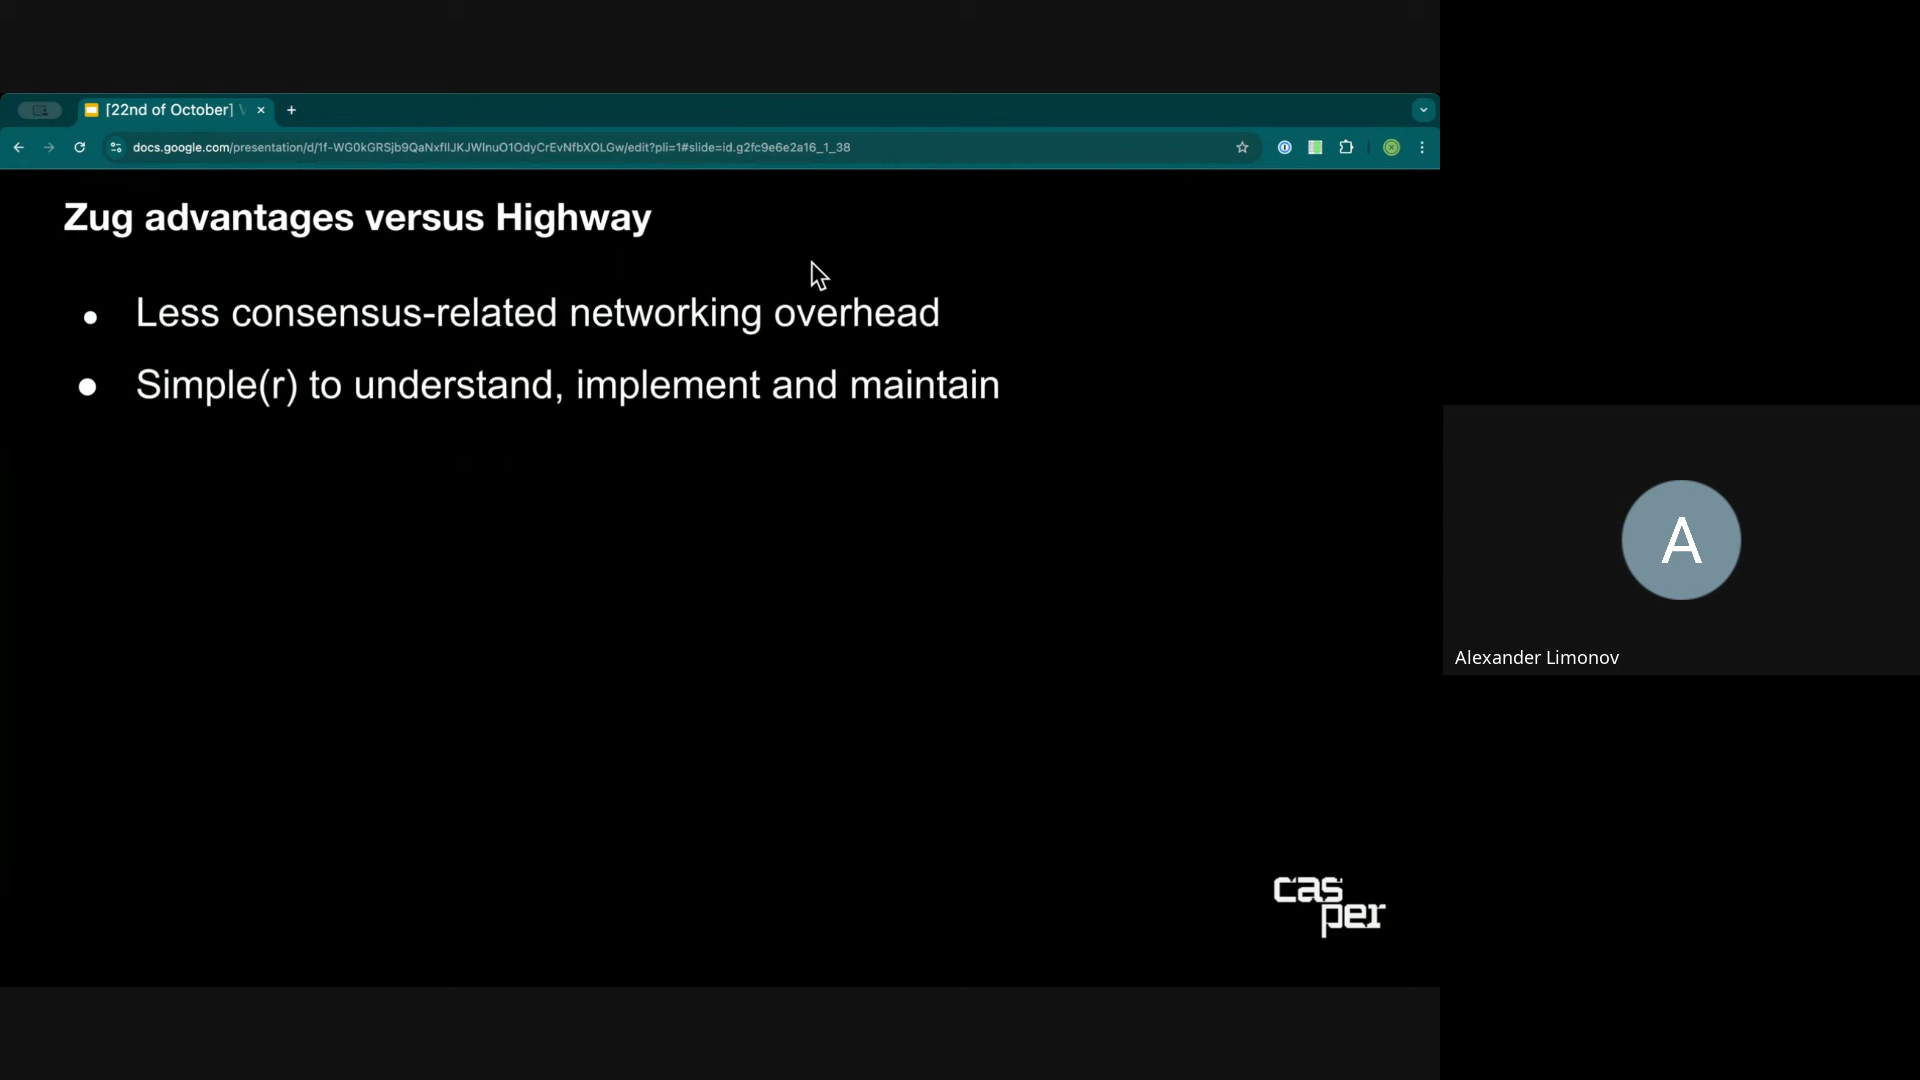 [22nd of October]
docs.google.com/presentation/d/1f-WG0kGRSjb9QaNxfIlJKJWlnuO1OdyCrEvNfbXOLGw/edit?pli=1#slide=id.g2fc9e6e2a16_1_38
Zug advantages versus Highway
● Less consensus-related networking overhead
● Simple(r) to understand, implement and maintain
A
Alexander Limonov
cas
per